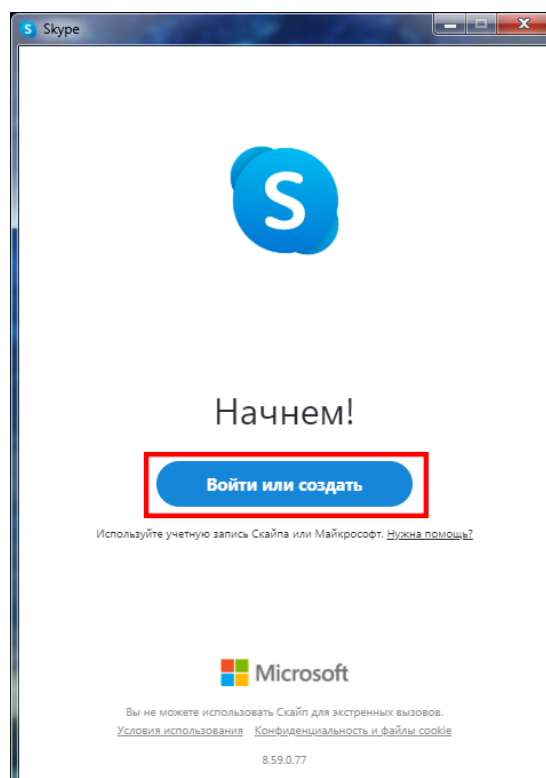 Skype
Начнем!
Войти или создать
Используйте учетную запись Скайпа или Майкрософт. Нужна помощь?
Microsoft
Вы не можете использовать Скайп для экстренных вызовов.
Условия использования Конфиденциальность и файлы cookie
8.59.0.77